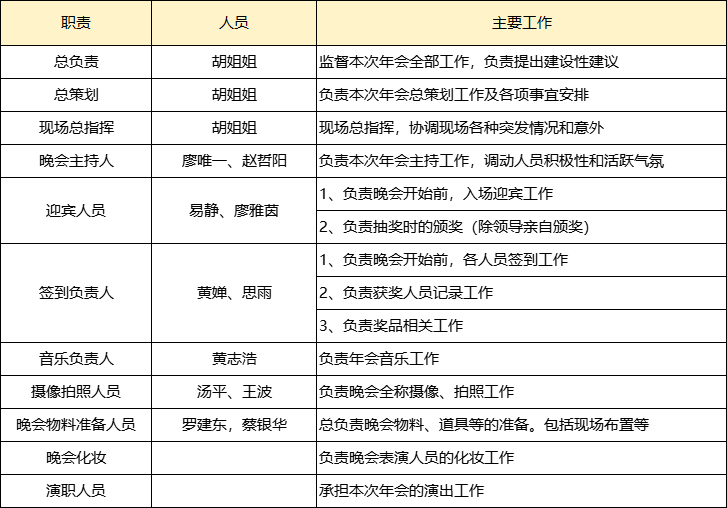 职责 人员 主要工作
总负责 胡姐姐 监督本次年会全部工作，负责提出建设性建议
总策划 胡姐姐 负责本次年会总策划工作及各项事宜安排
现场总指挥 胡姐姐 现场总指挥，协调现场各种突发情况和意外
晚会主持人 廖唯一、赵哲阳 负责本次年会主持工作，调动人员积极性和活跃气氛
迎宾人员 易静、廖雅茵 1、负责晚会开始前，入场迎宾工作
2、负责抽奖时的颁奖（除领导亲自颁奖）
签到负责人 黄婵、思雨 1、负责晚会开始前，各人员签到工作
2、负责获奖人员记录工作
3、负责奖品相关工作
音乐负责人 黄志浩 负责年会音乐工作
摄像拍照人员 汤平、王波 负责晚会全称摄像、拍照工作
晚会物料准备人员 罗建东，蔡银华 总负责晚会物料、道具等的准备。包括现场布置等
晚会化妆 负责晚会表演人员的化妆工作
演职人员 承担本次年会的演出工作